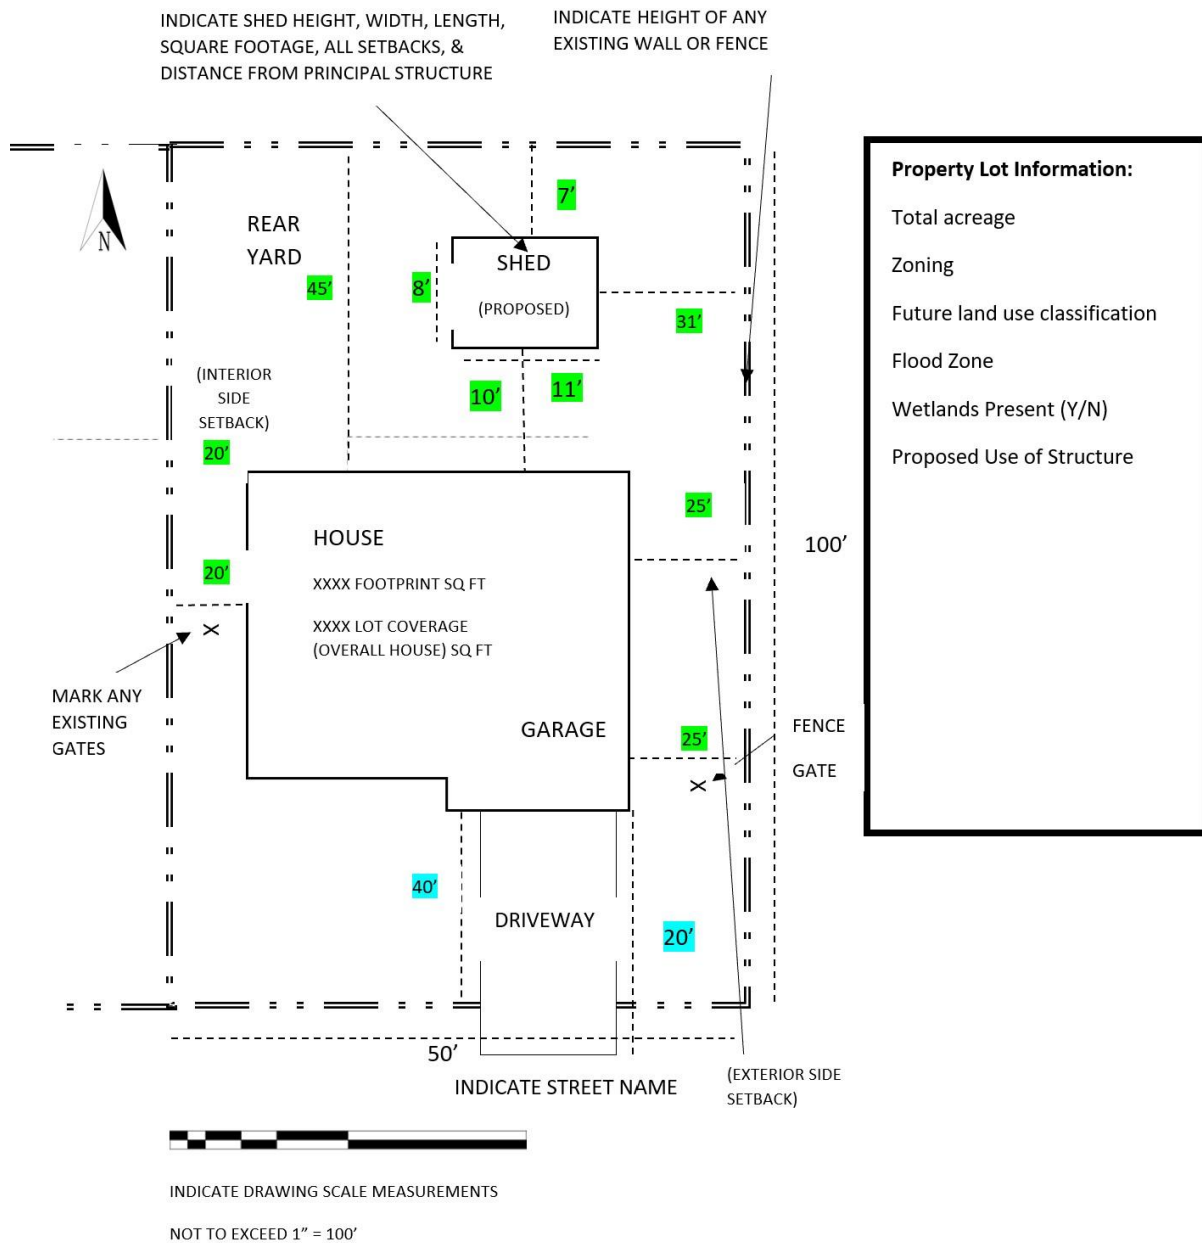 INDICATE SHED HEIGHT, WIDTH, LENGTH,
SQUARE FOOTAGE, ALL SETBACKS, &
DISTANCE FROM PRINCIPAL STRUCTURE
INDICATE HEIGHT OF ANY
EXISTING WALL OR FENCE
N
REAR
YARD
7’
SHED
(PROPOSED)
45’
8’
31’
10’
11’
(INTERIOR
SIDE
SETBACK)
20’
25’
HOUSE
XXXX FOOTPRINT SQ FT
XXXX LOT COVERAGE
(OVERALL HOUSE) SQ FT
20’
X
MARK ANY
EXISTING
GATES
100’
GARAGE
25’
X
FENCE
GATE
40’
DRIVEWAY
20’
50’
INDICATE STREET NAME
(EXTERIOR SIDE
SETBACK)
INDICATE DRAWING SCALE MEASUREMENTS
NOT TO EXCEED 1” = 100’
Property Lot Information:
Total acreage
Zoning
Future land use classification
Flood Zone
Wetlands Present (Y/N)
Proposed Use of Structure